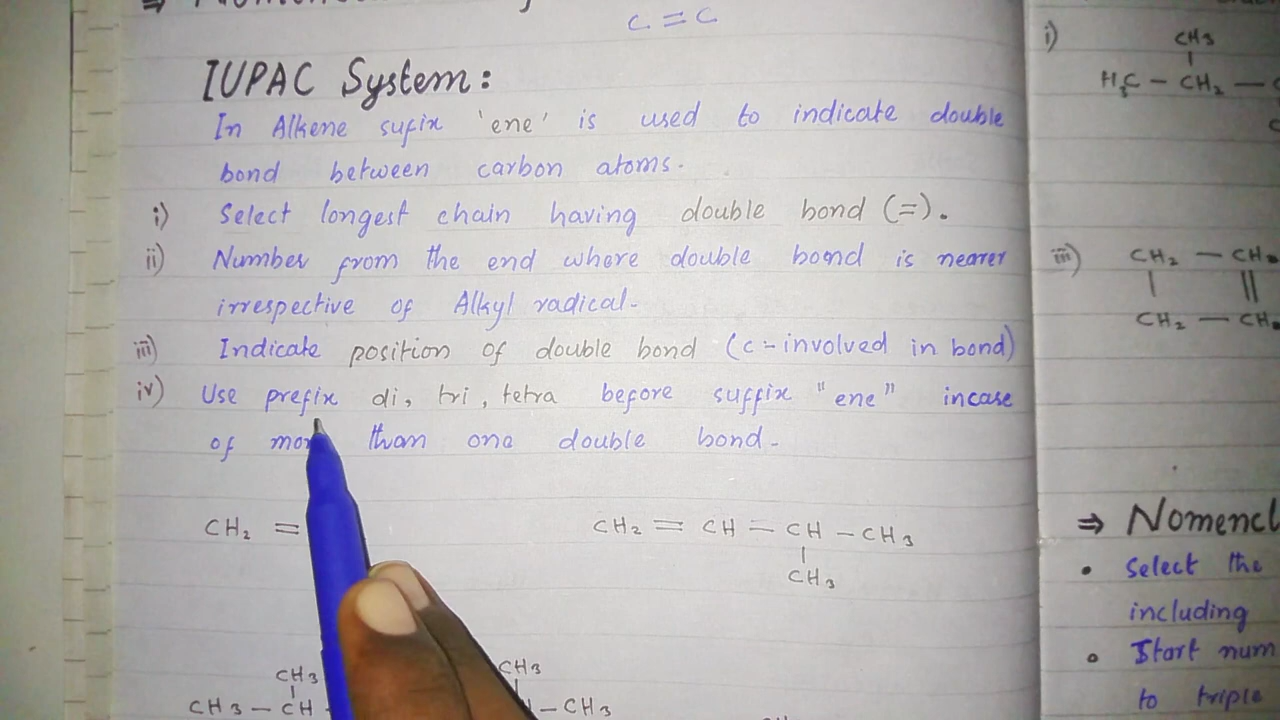 C = C
IUPAC System:
In Alkene sufix 'ene' is used to indicate double
bond between carbon atoms.
i) Select longest chain having double bond (=).
ii) Number from the end where double bond is nearer
irrespective of Alkyl radical.
iii) Indicate position of double bond (c-involved in bond)
iv) Use prefix di, tri, tetra before suffix "ene" incase
of than one double bond.
CH2 =
CH2 = CH — CH — CH3
CH3
CH3
CH3 — CH
CH3
— CH3
i)
CH3
H3C — CH2 —
iii) CH2 — CH
CH2 — CH
⇒
• Select the
including
• Start num
to triple